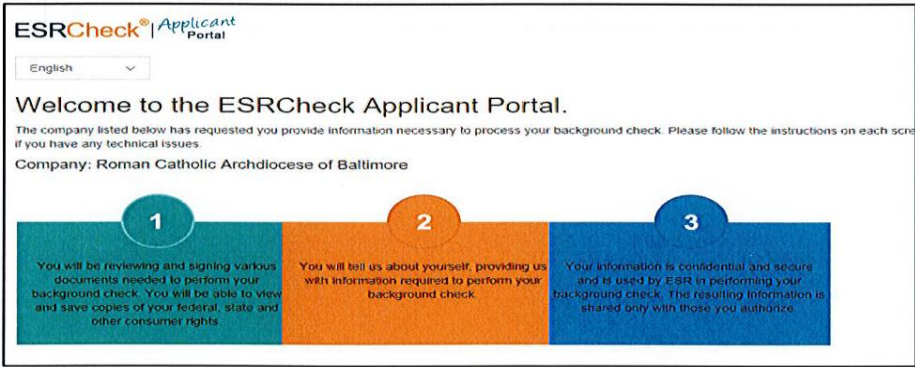 ESRCheck® | Applicant
Portal
English
Welcome to the ESRCheck Applicant Portal.
The company listed below has requested you provide information necessary to process your background check. Please follow the instructions on each scre
if you have any technical issues.
Company: Roman Catholic Archdiocese of Baltimore
1
You will be reviewing and signing various
documents needed to perform your
background check. You will be able to view
and save copies of your federal, state and
other consumer rights.
2
You will tell us about yourself, providing us
with information required to perform your
background check.
3
Your information is confidential and secure
and is used by ESR in performing your
background check. The resulting information is
shared only with those you authorize.